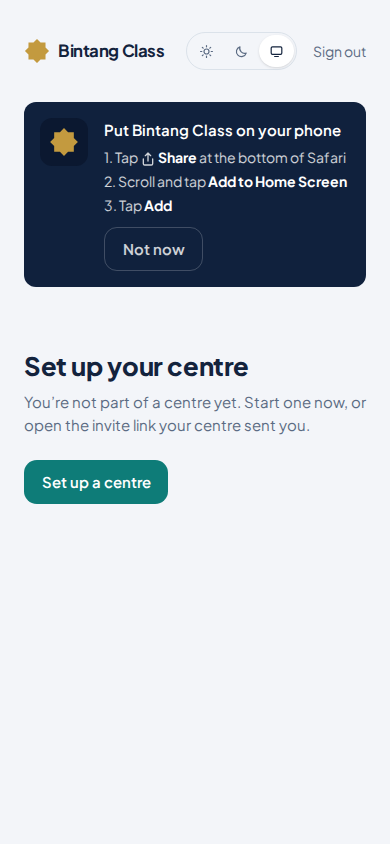 Bintang Class
Sign out
Put Bintang Class on your phone
1. Tap Share at the bottom of Safari
2. Scroll and tap Add to Home Screen
3. Tap Add
Not now
Set up your centre
You’re not part of a centre yet. Start one now, or
open the invite link your centre sent you.
Set up a centre